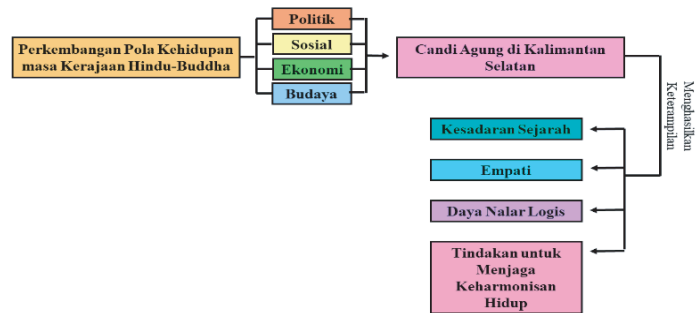 Perkembangan Pola Kehidupan
masa Kerajaan Hindu-Buddha
Politik
Sosial
Ekonomi
Budaya
Candi Agung di Kalimantan
Selatan
Menghasilkan
Keterampilan
Kesadaran Sejarah
Empati
Daya Nalar Logis
Tindakan untuk
Menjaga
Keharmonisan
Hidup